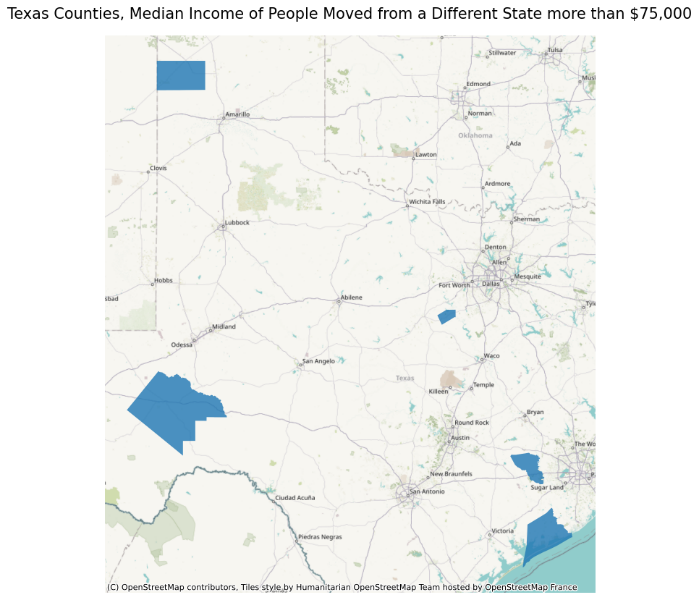 Texas Counties, Median Income of People Moved from a Different State more than $75,000
Stillwater
Tulsa
Edmond
Amarillo
Norman
Oklahoma
Ada
Lawton
Clovis
Ardmore
Wichita Falls
Sherman
Lubbock
Denton
Allen
Mesquite
Hobbs
Fort Worth
Dallas
Abilene
Midland
Odessa
Waco
San Angelo
Texas
Killeen
Temple
Bryan
Round Rock
Austin
New Braunfels
Sugar Land
Ciudad Acuña
San Antonio
Victoria
Piedras Negras
(C) OpenStreetMap contributors, Tiles style by Humanitarian OpenStreetMap Team hosted by OpenStreetMap France